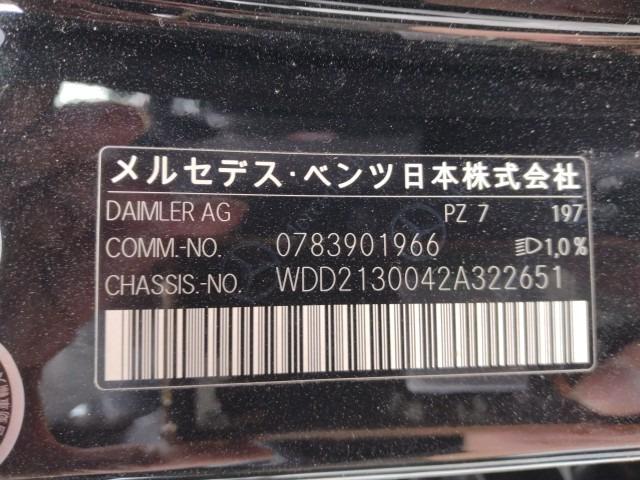 メルセデス・ベンツ日本株式会社
DAIMLER AG PZ 7 197
COMM.-NO. 0783901966 1,0%
CHASSIS.-NO. WDD2130042A322651